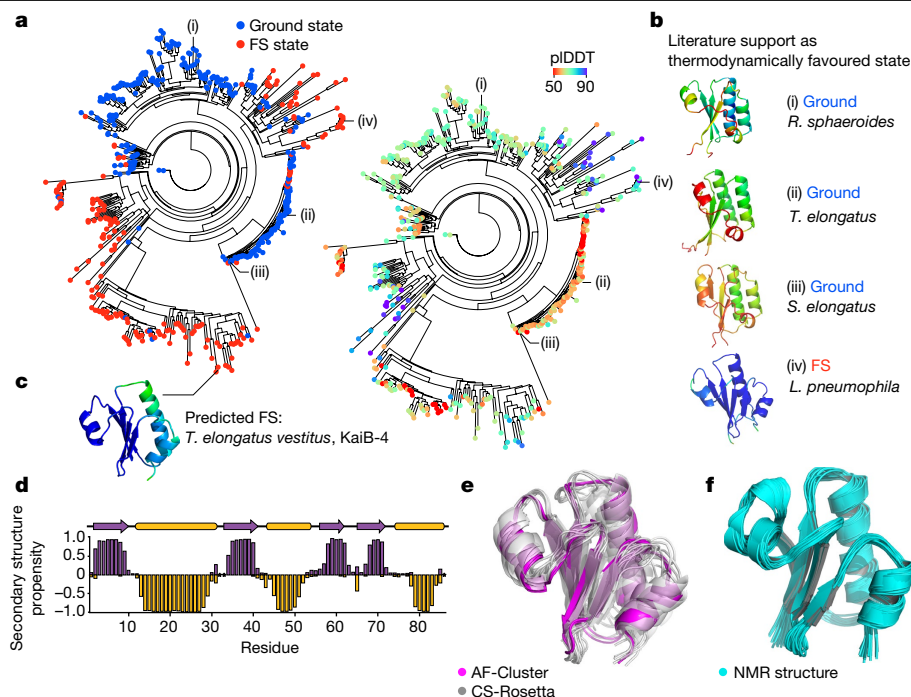 a
Ground state
FS state
(i)
(iv)
(ii)
(iii)
plDDT
50 90
(i)
(iv)
(ii)
(iii)
b
Literature support as
thermodynamically favoured state
(i) Ground
R. sphaeroides
(ii) Ground
T. elongatus
(iii) Ground
S. elongatus
(iv) FS
L. pneumophila
c
Predicted FS:
T. elongatus vestitus, KaiB-4
d
Secondary structure
propensity
1.0
0.5
0
−0.5
−1.0
10 20 30 40 50 60 70 80
Residue
e
AF-Cluster
CS-Rosetta
f
NMR structure